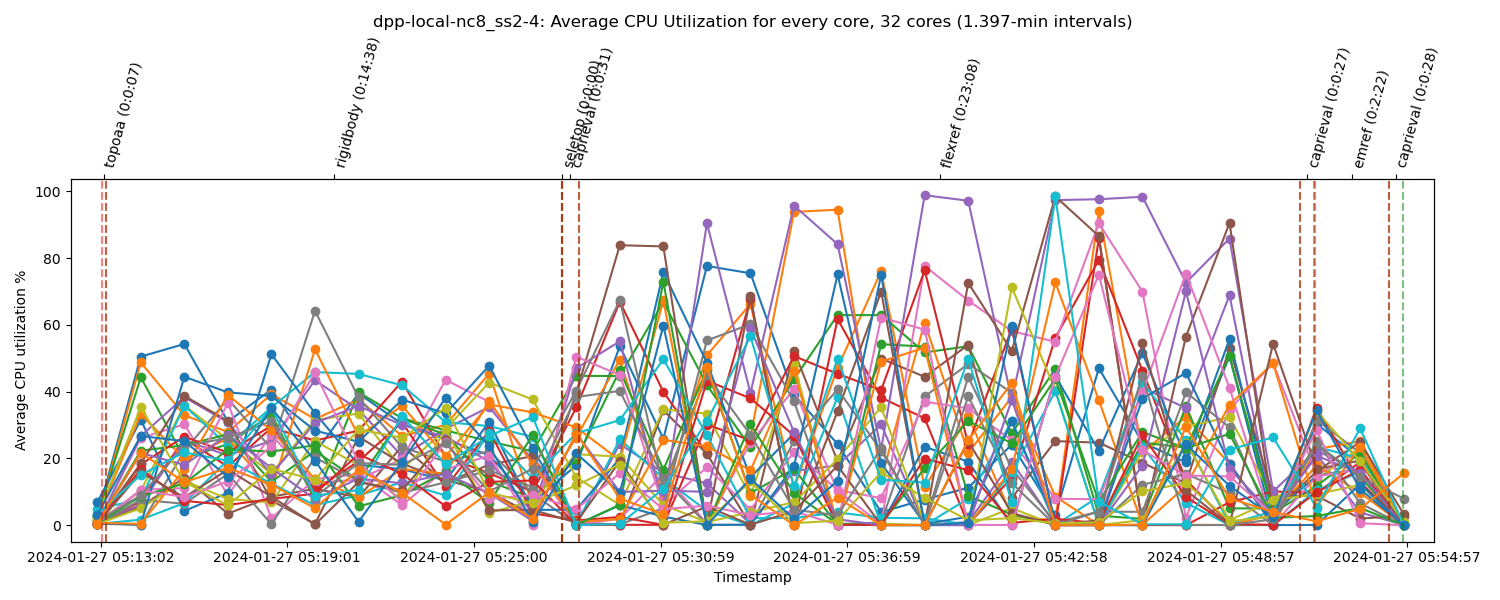 dpp-local-nc8_ss2-4: Average CPU Utilization for every core, 32 cores (1.397-min intervals)
topoaa (0:0:07)
rigidbody (0:14:38)
seletop (0:0:00)
caprieval (0:0:31)
flexref (0:23:08)
caprieval (0:0:27)
emref (0:2:22)
caprieval (0:0:28)
Average CPU utilization %
100
80
60
40
20
0
2024-01-27 05:13:02
2024-01-27 05:19:01
2024-01-27 05:25:00
2024-01-27 05:30:59
2024-01-27 05:36:59
2024-01-27 05:42:58
2024-01-27 05:48:57
2024-01-27 05:54:57
Timestamp